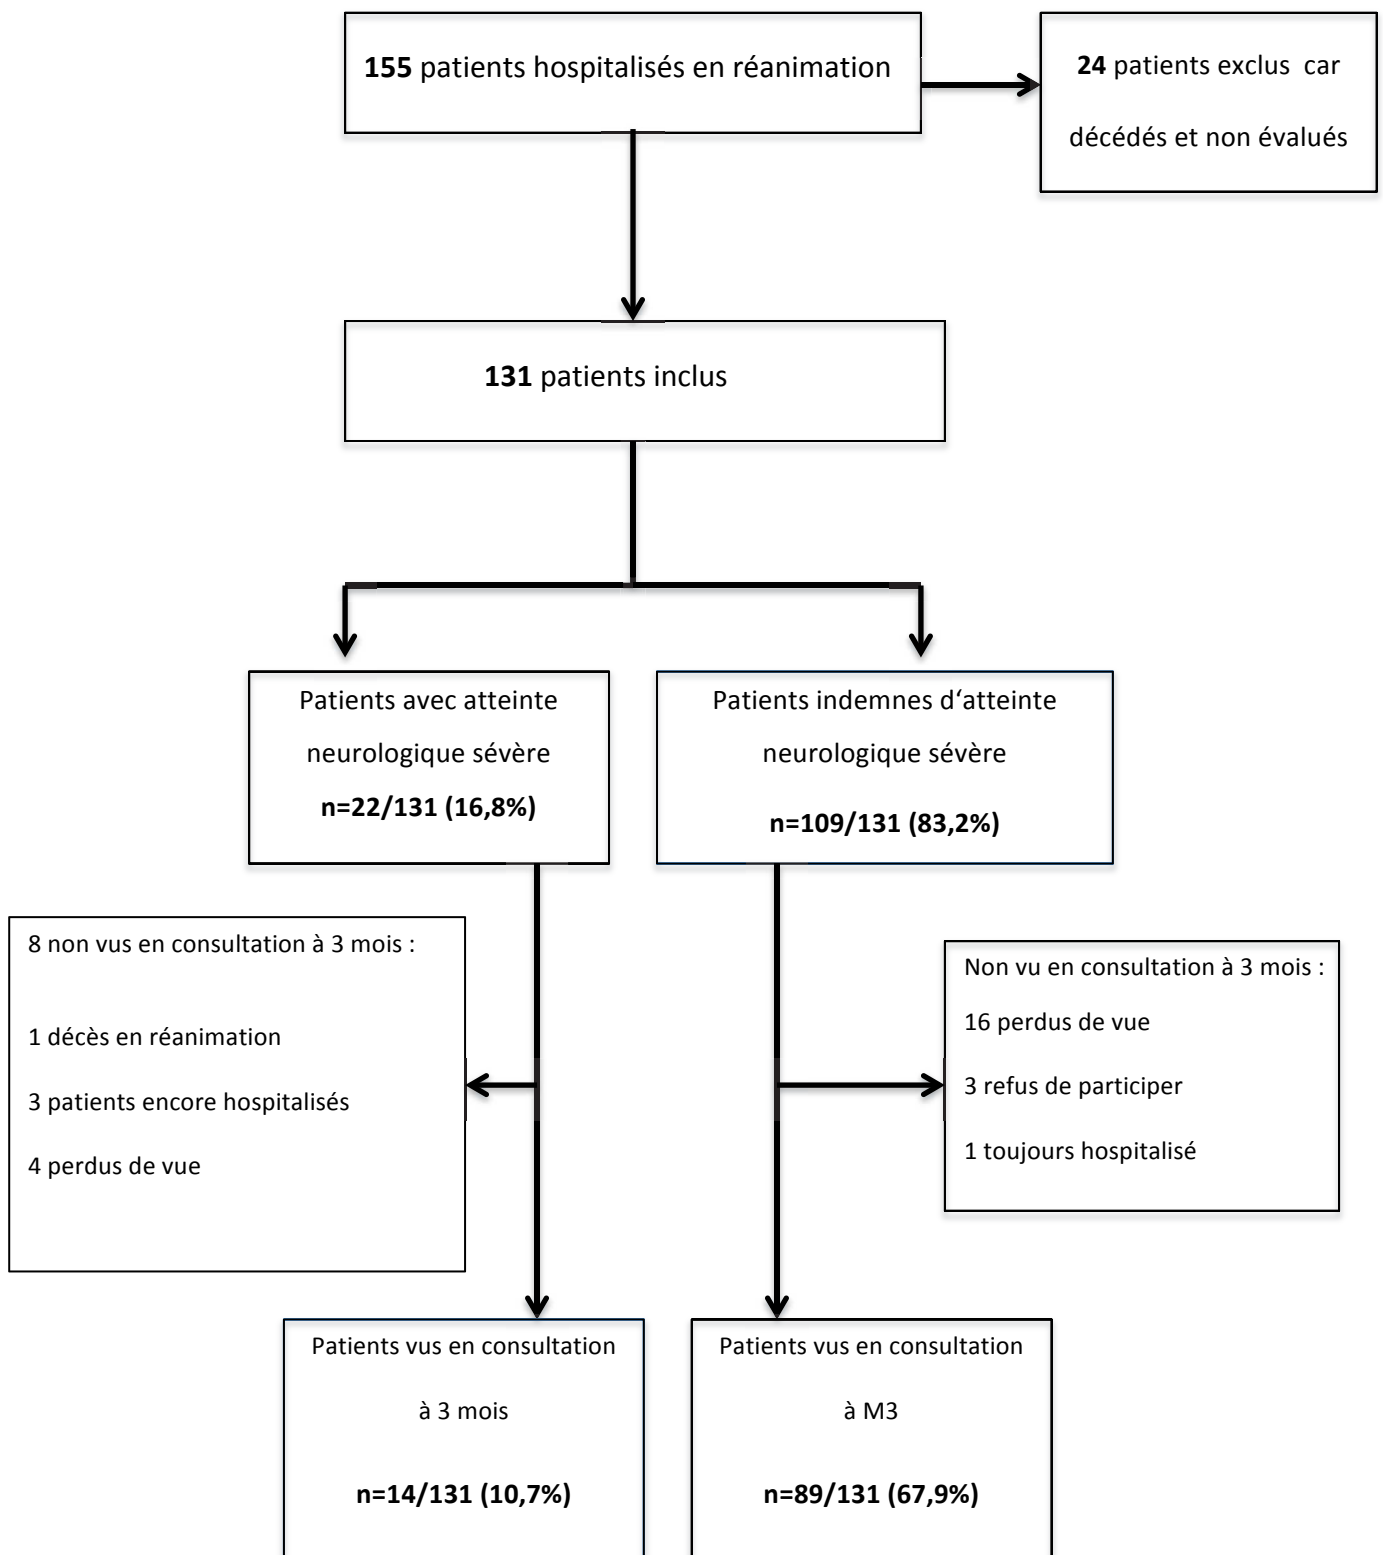 155 patients hospitalisés en réanimation
24 patients exclus car
décédés et non évalués
131 patients inclus
Patients avec atteinte
neurologique sévère
n=22/131 (16,8%)
Patients indemnes d‘atteinte
neurologique sévère
n=109/131 (83,2%)
8 non vus en consultation à 3 mois :
1 décès en réanimation
3 patients encore hospitalisés
4 perdus de vue
Non vu en consultation à 3 mois :
16 perdus de vue
3 refus de participer
1 toujours hospitalisé
Patients vus en consultation
à 3 mois
n=14/131 (10,7%)
Patients vus en consultation
à M3
n=89/131 (67,9%)